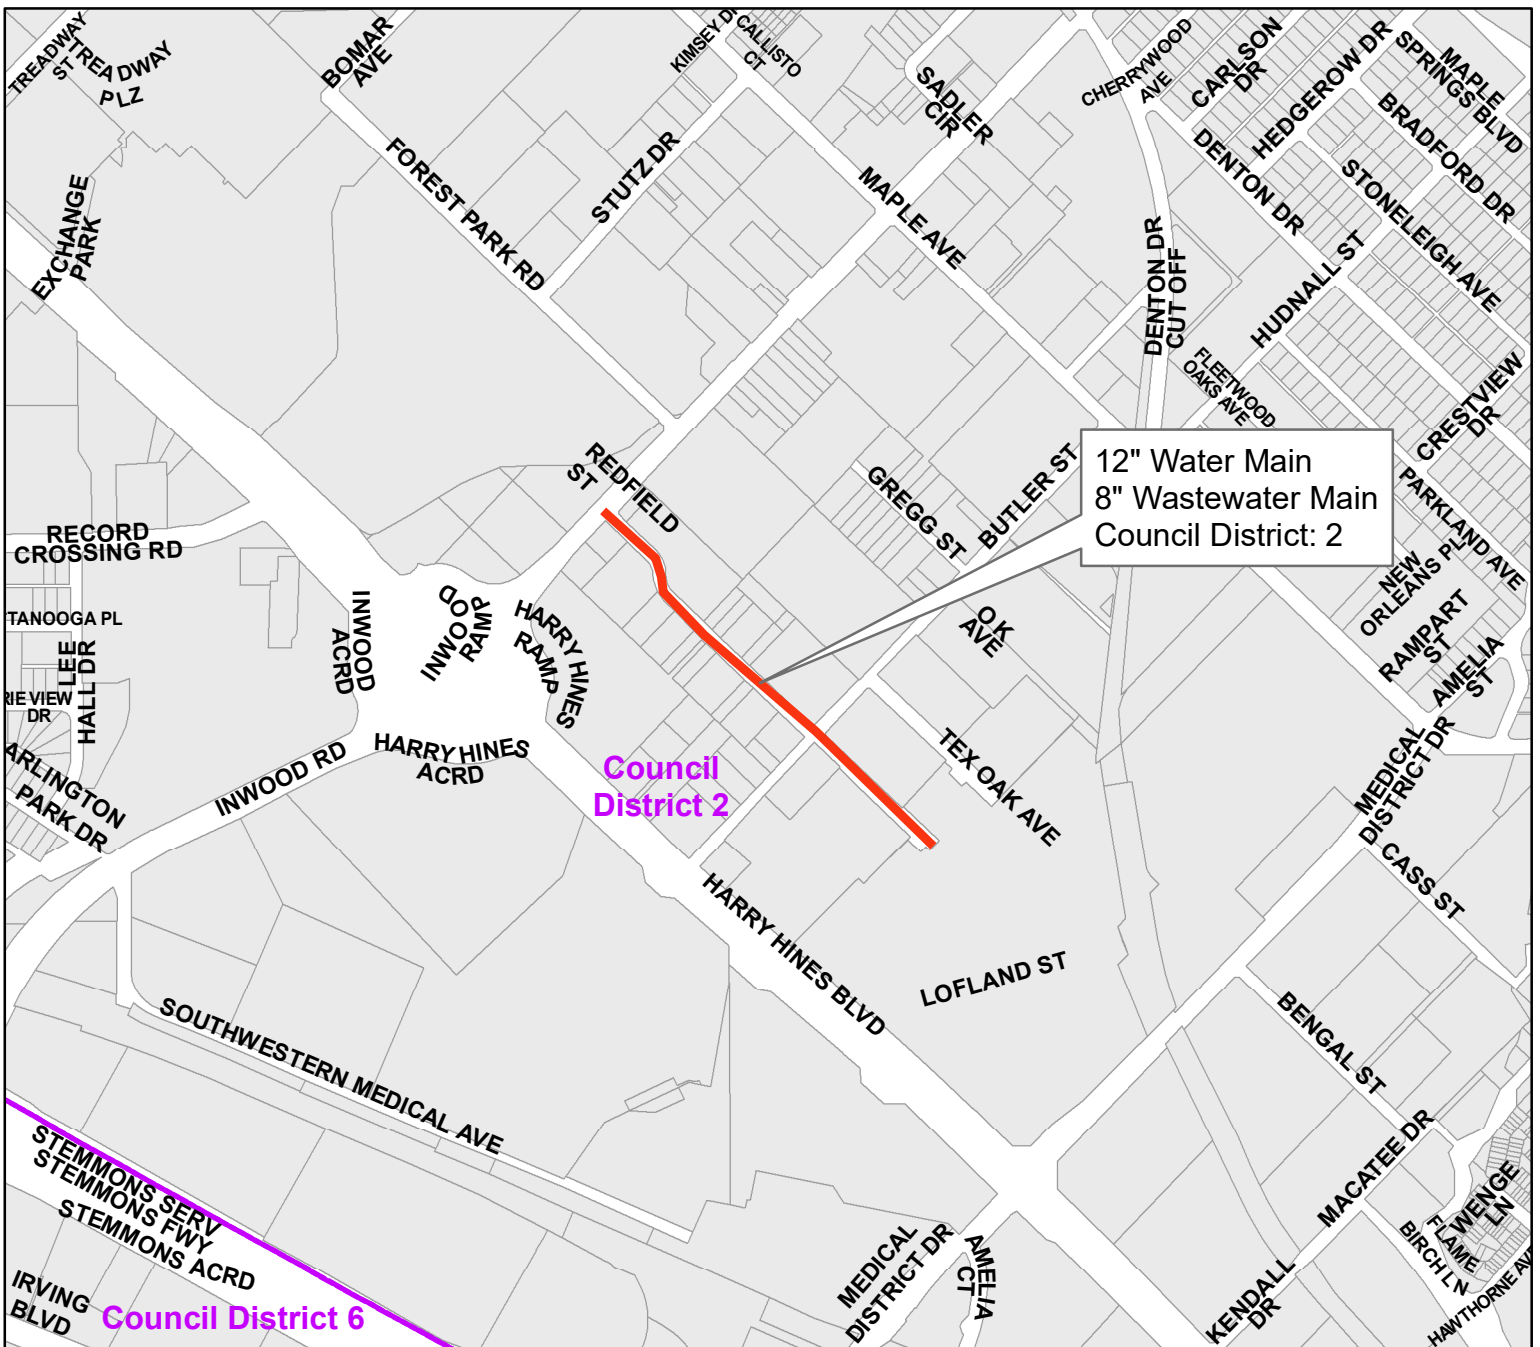 TREADWAY
ST
TREADWAY
PLZ
BOMAR
AVE
KIMSEY DR
CALLISTO
CT
SADLER
CIR
CHERRYWOOD
AVE
CARLSON
DR
HEDGEROW DR
MAPLE
SPRINGS BLVD
BRADFORD DR
FOREST PARK RD
STUTZ DR
MAPLE AVE
DENTON DR
STONELEIGH AVE
EXCHANGE
PARK
DENTON DR
CUT OFF
HUDNALL ST
FLEETWOOD
OAKS AVE
CRESTVIEW
DR
REDFIELD
ST
GREGG ST
BUTLER ST
12" Water Main
8" Wastewater Main
Council District: 2
PARKLAND AVE
RECORD
CROSSING RD
NEW
ORLEANS PL
RAMPART
ST
AMELIA
ST
TANOOGA PL
LEE
HALL DR
RIE VIEW
DR
INWOOD
ACRD
INWOOD
RAMP
HARRY HINES
RAMP
OK
AVE
ARLINGTON
PARK DR
INWOOD RD
HARRY HINES
ACRD
Council
District 2
TEX OAK AVE
MEDICAL
DISTRICT DR
CASS ST
HARRY HINES BLVD
LOFLAND ST
SOUTHWESTERN MEDICAL AVE
BENGAL ST
STEMMONS SERV
STEMMONS FWY
STEMMONS ACRD
MACATEE DR
WENGE
LN
FLAME
BIRCH LN
IRVING
BLVD
Council District 6
MEDICAL
DISTRICT DR
AMELIA
CT
KENDALL
DR
HAWTHORNE AVE